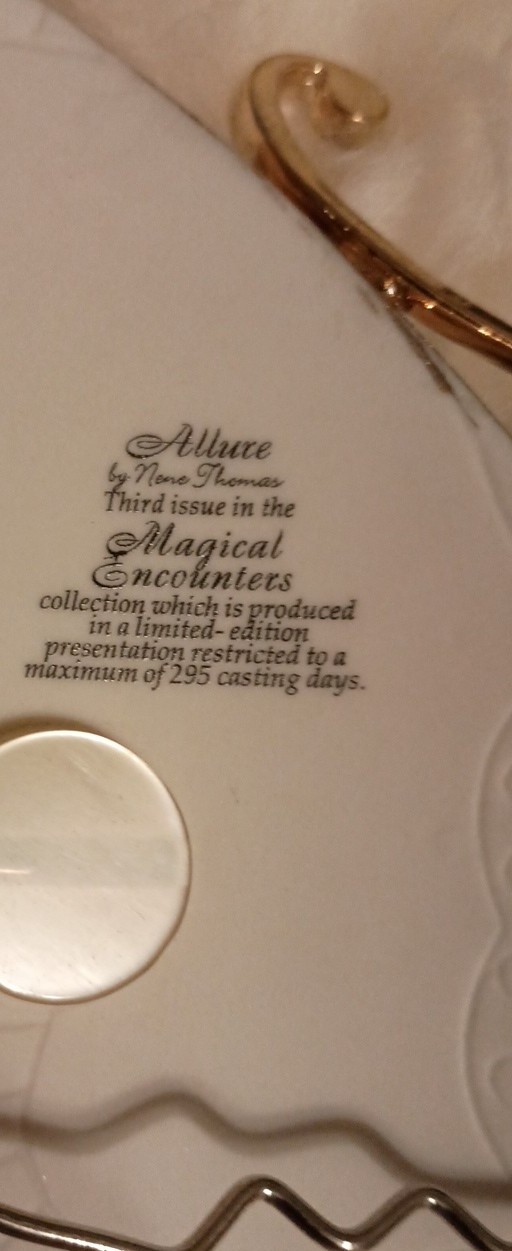 Allure
by Nene Thomas
Third issue in the
Magical
Encounters
collection which is produced
in a limited- edition
presentation restricted to a
maximum of 295 casting days.